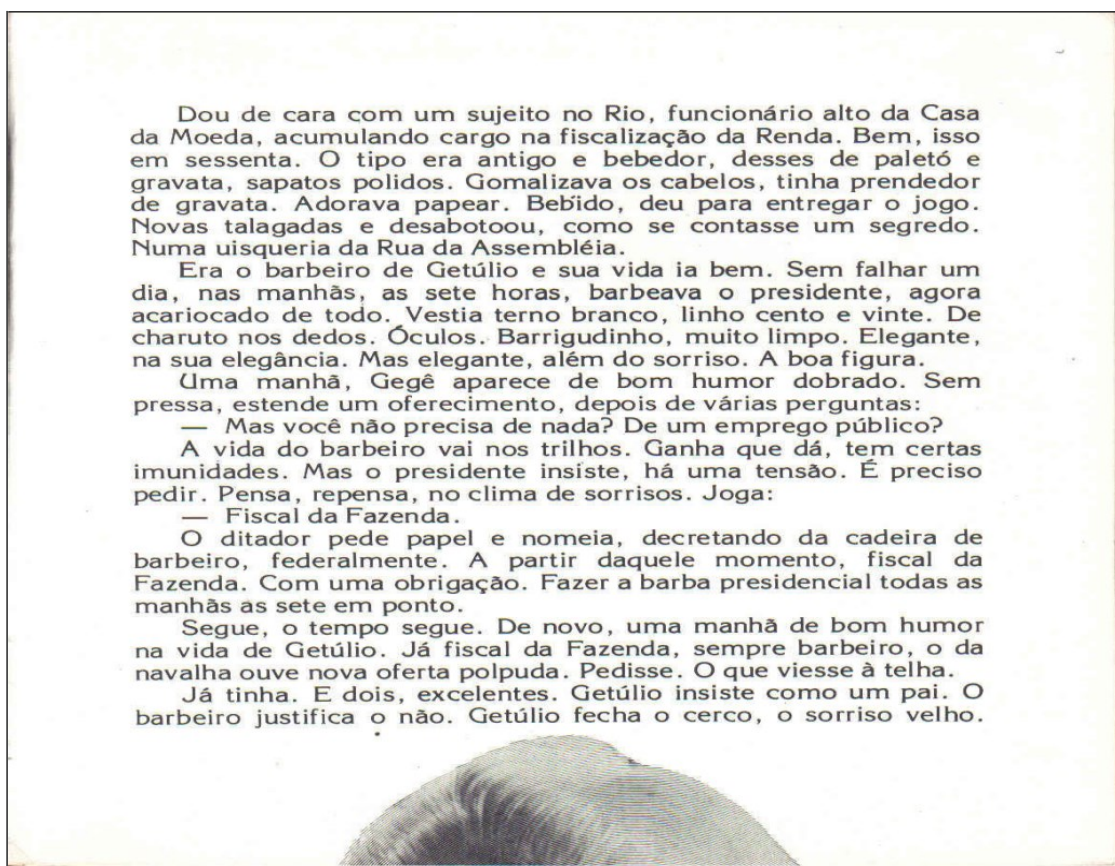 Dou de cara com um sujeito no Rio, funcionário alto da Casa
da Moeda, acumulando cargo na fiscalização da Renda. Bem, isso
em sessenta. O tipo era antigo e bebedor, desses de paletó e
gravata, sapatos polidos. Gomalizava os cabelos, tinha prendedor
de gravata. Adorava papear. Bebido, deu para entregar o jogo.
Novas talagadas e desabotoou, como se contasse um segredo.
Numa uisqueria da Rua da Assembléia.
Era o barbeiro de Getúlio e sua vida ia bem. Sem falhar um
dia, nas manhãs, as sete horas, barbeava o presidente, agora
acariocado de todo. Vestia terno branco, linho cento e vinte. De
charuto nos dedos. Óculos. Barrigudinho, muito limpo. Elegante,
na sua elegância. Mas elegante, além do sorriso. A boa figura.
Uma manhã, Gegê aparece de bom humor dobrado. Sem
pressa, estende um oferecimento, depois de várias perguntas:
— Mas você não precisa de nada? De um emprego público?
A vida do barbeiro vai nos trilhos. Ganha que dá, tem certas
imunidades. Mas o presidente insiste, há uma tensão. É preciso
pedir. Pensa, repensa, no clima de sorrisos. Joga:
— Fiscal da Fazenda.
O ditador pede papel e nomeia, decretando da cadeira de
barbeiro, federalmente. A partir daquele momento, fiscal da
Fazenda. Com uma obrigação. Fazer a barba presidencial todas as
manhãs as sete em ponto.
Segue, o tempo segue. De novo, uma manhã de bom humor
na vida de Getúlio. Já fiscal da Fazenda, sempre barbeiro, o da
navalha ouve nova oferta polpuda. Pedisse. O que viesse à telha.
Já tinha. E dois, excelentes. Getúlio insiste como um pai. O
barbeiro justifica o não. Getúlio fecha o cerco, o sorriso velho.